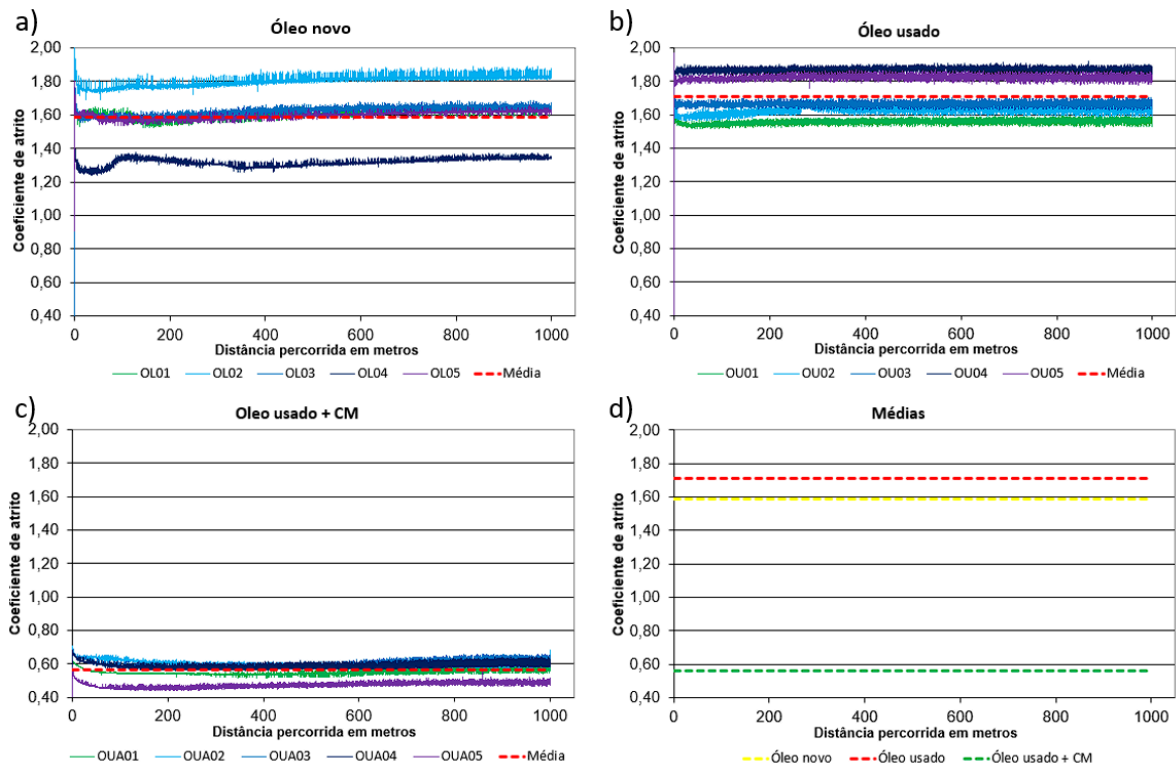 a)
Óleo novo
Coeficiente de atrito
2,00
1,80
1,60
1,40
1,20
1,00
0,80
0,60
0,40
0 200 400 600 800 1000
Distância percorrida em metros
OL01 OL02 OL03 OL04 OL05 Média
b)
Óleo usado
Coeficiente de atrito
2,00
1,80
1,60
1,40
1,20
1,00
0,80
0,60
0,40
0 200 400 600 800 1000
Distância percorrida em metros
OU01 OU02 OU03 OU04 OU05 Média
c)
Oleo usado + CM
Coeficiente de atrito
2,00
1,80
1,60
1,40
1,20
1,00
0,80
0,60
0,40
0 200 400 600 800 1000
Distância percorrida em metros
OUA01 OUA02 OUA03 OUA04 OUA05 Média
d)
Médias
Coeficiente de atrito
2,00
1,80
1,60
1,40
1,20
1,00
0,80
0,60
0,40
0 200 400 600 800 1000
Distância percorrida em metros
Óleo novo Óleo usado Óleo usado + CM